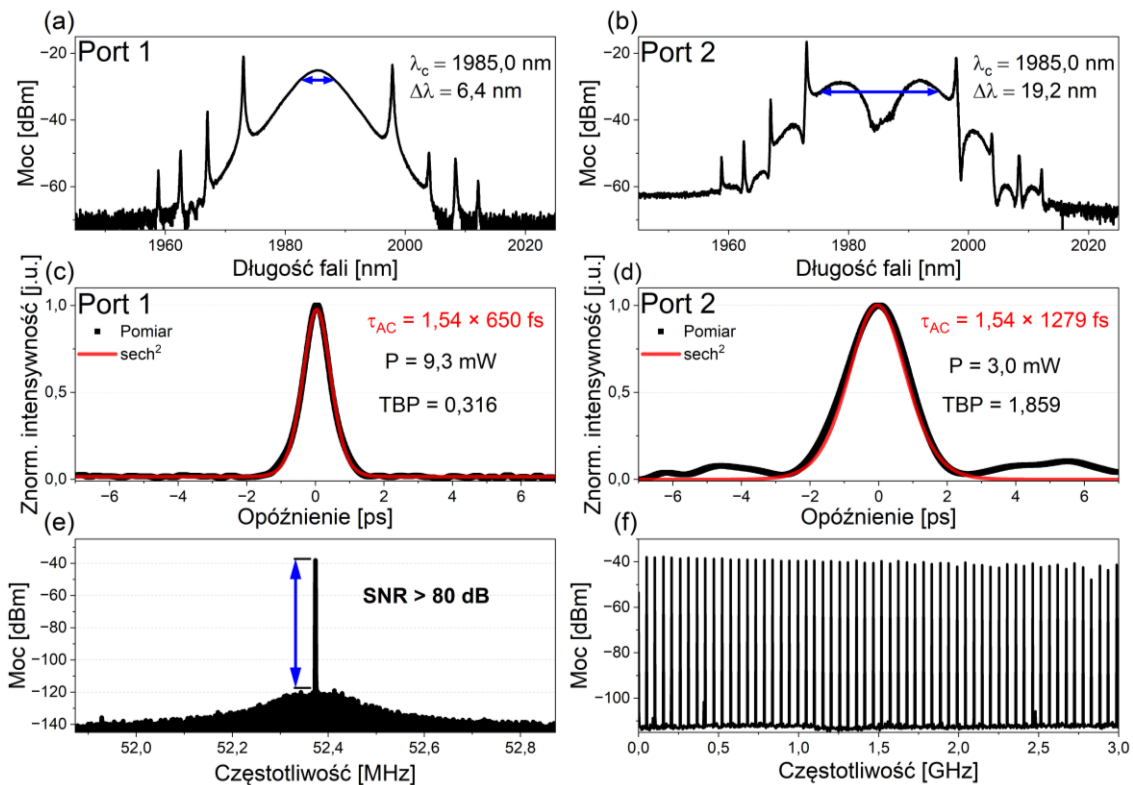 (a)
Port 1
λc = 1985,0 nm
Δλ = 6,4 nm
Moc [dBm]
−20
−40
−60
1960
1980
2000
2020
Długość fali [nm]
(b)
Port 2
λc = 1985,0 nm
Δλ = 19,2 nm
Moc [dBm]
−20
−40
−60
1960
1980
2000
2020
Długość fali [nm]
(c)
Port 1
Pomiar
sech²
τAC = 1,54 × 650 fs
P = 9,3 mW
TBP = 0,316
Znorm. intensywność [j.u.]
1,0
0,5
0,0
−6
−4
−2
0
2
4
6
Opóźnienie [ps]
(d)
Port 2
Pomiar
sech²
τAC = 1,54 × 1279 fs
P = 3,0 mW
TBP = 1,859
Znorm. intensywność [j.u.]
1,0
0,5
0,0
−6
−4
−2
0
2
4
6
Opóźnienie [ps]
(e)
SNR > 80 dB
Moc [dBm]
−40
−60
−80
−100
−120
−140
52,0
52,2
52,4
52,6
52,8
Częstotliwość [MHz]
(f)
Moc [dBm]
−40
−60
−80
−100
0,0
0,5
1,0
1,5
2,0
2,5
3,0
Częstotliwość [GHz]